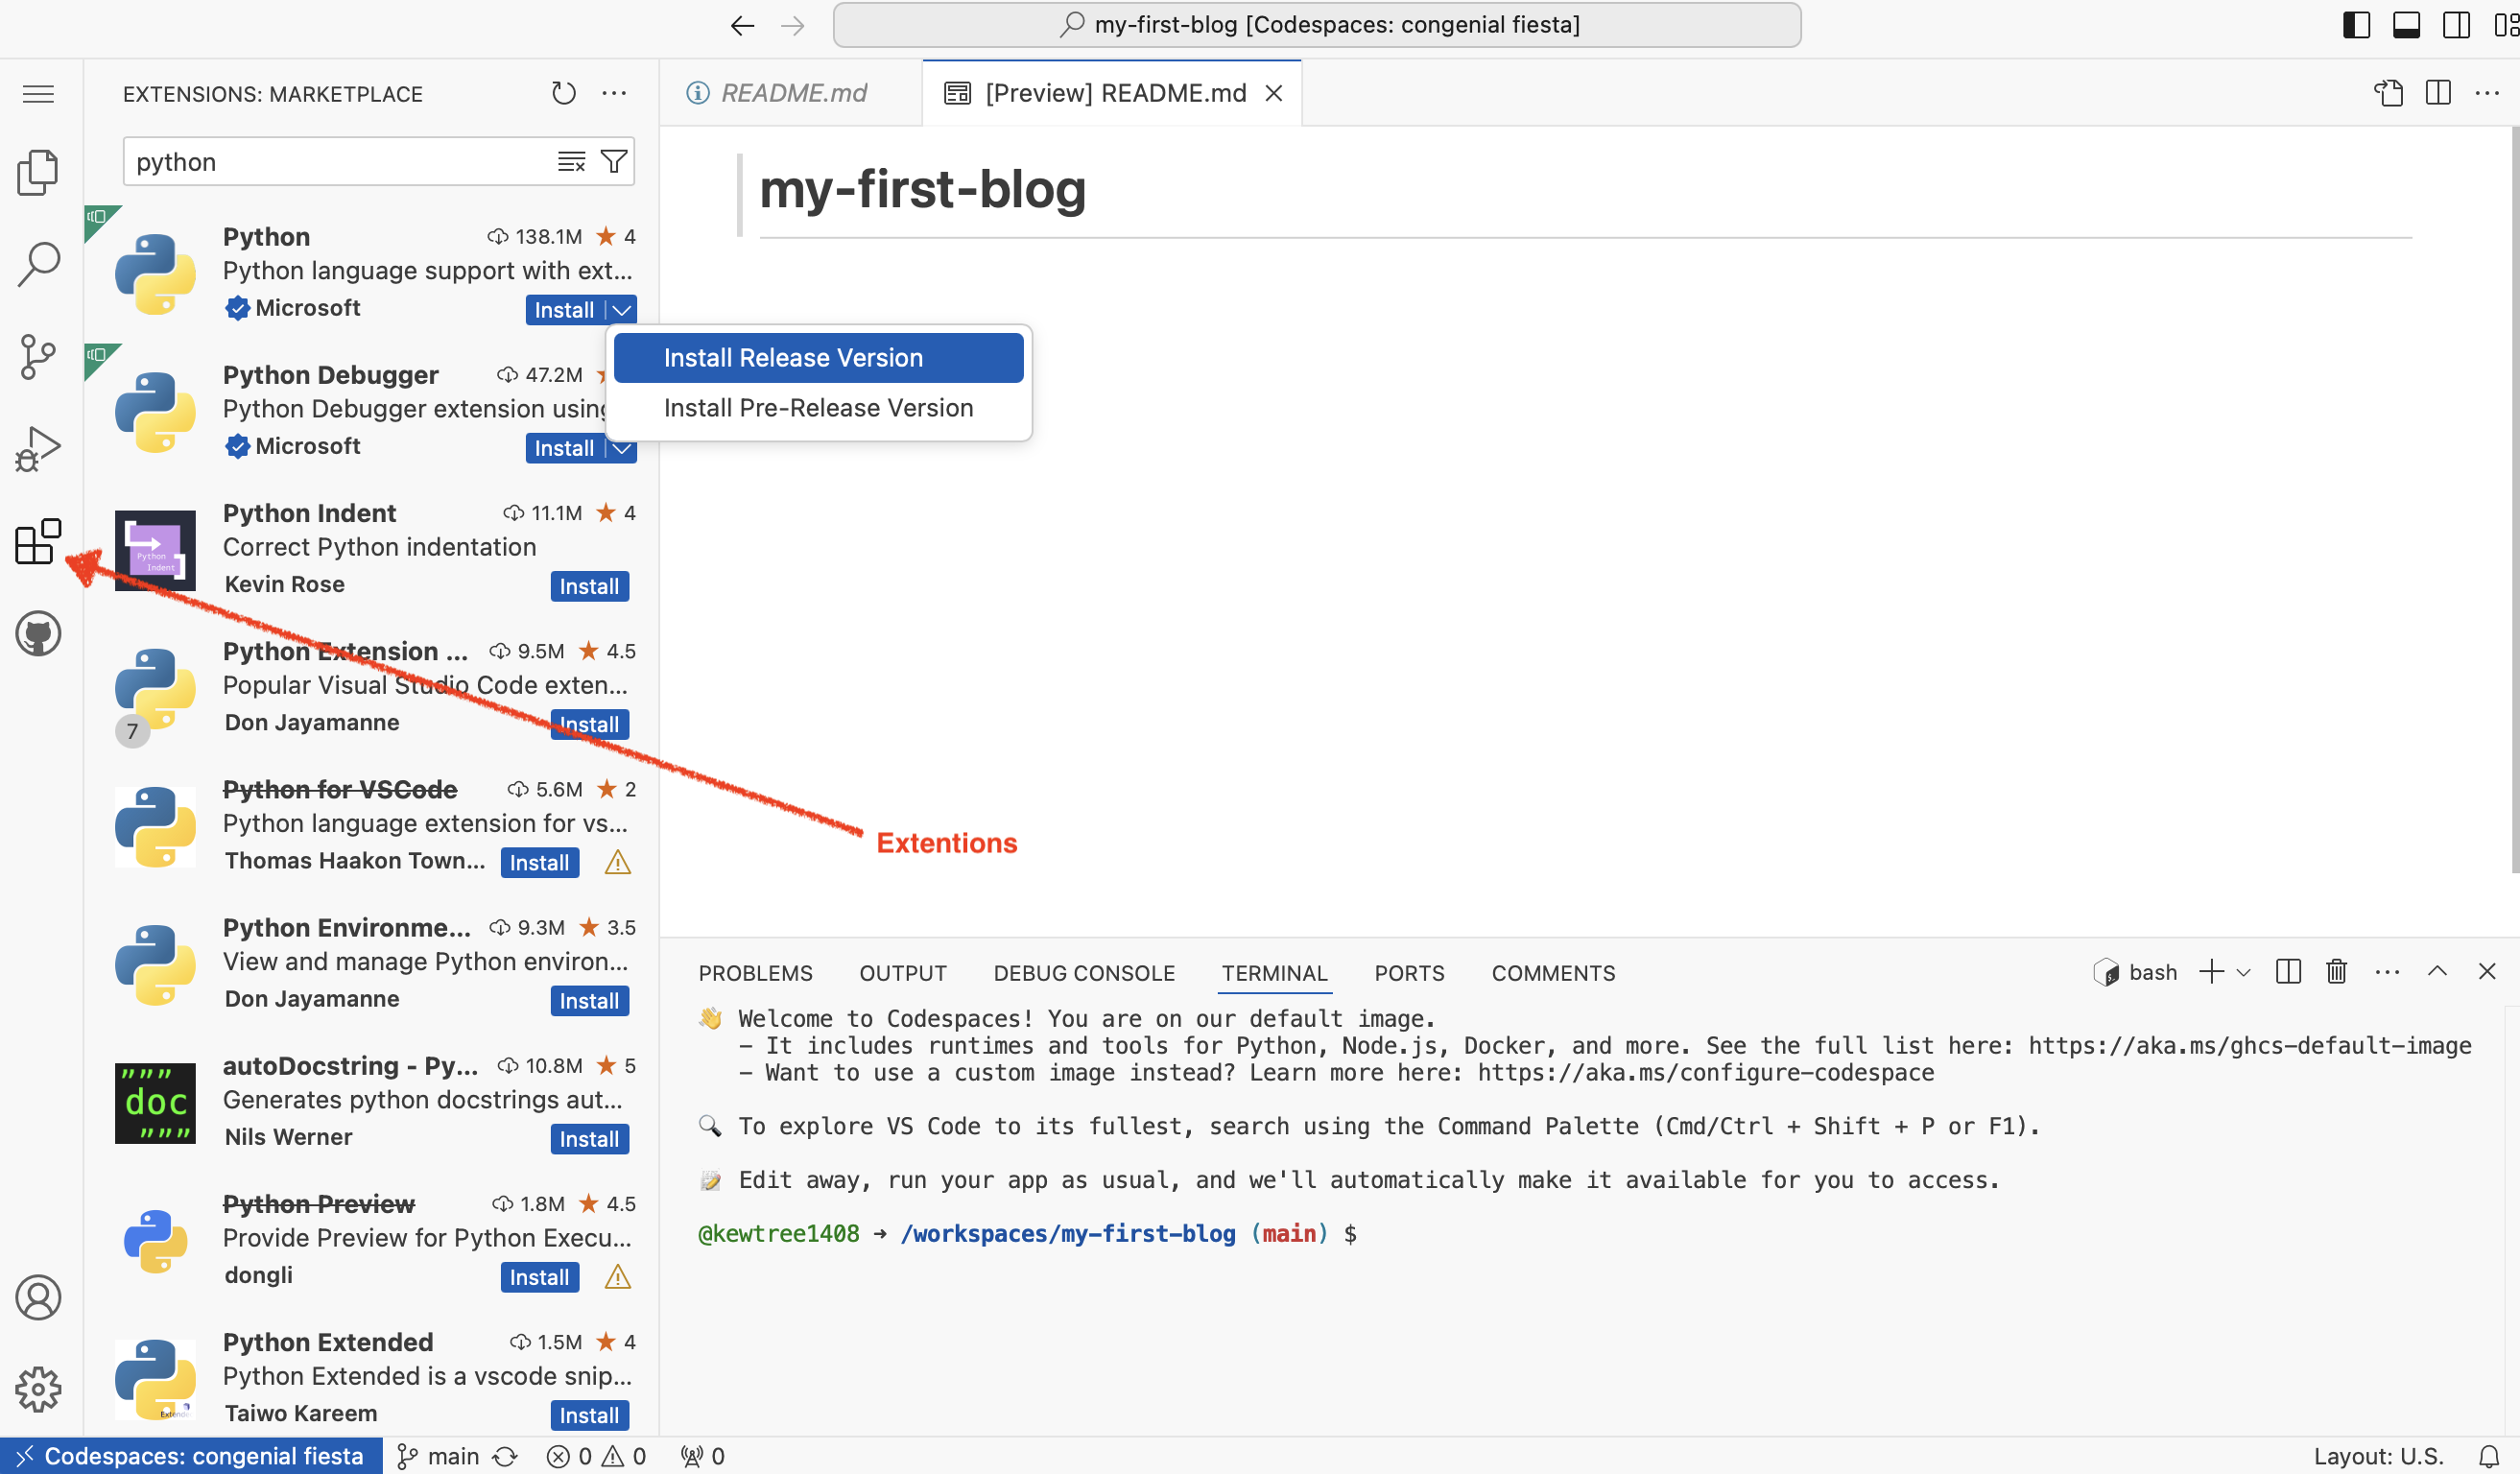 my-first-blog [Codespaces: congenial fiesta]
EXTENSIONS: MARKETPLACE
python
Python 138.1M 4
Python language support with ext...
Microsoft Install
Python Debugger 47.2M
Python Debugger extension using
Microsoft Install
Python Indent 11.1M 4
Correct Python indentation
Kevin Rose Install
Python Indent
Python Extension ... 9.5M 4.5
Popular Visual Studio Code exten...
Don Jayamanne Install
7
Python for VSCode 5.6M 2
Python language extension for vs...
Thomas Haakon Town... Install
Python Environme... 9.3M 3.5
View and manage Python environ...
Don Jayamanne Install
autoDocstring - Py... 10.8M 5
Generates python docstrings aut...
Nils Werner Install
"""
doc
"""
Python Preview 1.8M 4.5
Provide Preview for Python Execu...
dongli Install
Python Extended 1.5M 4
Python Extended is a vscode snip...
Taiwo Kareem Install
README.md
[Preview] README.md
my-first-blog
Install Release Version
Install Pre-Release Version
Extentions
PROBLEMS OUTPUT DEBUG CONSOLE TERMINAL PORTS COMMENTS
bash
👋 Welcome to Codespaces! You are on our default image.
- It includes runtimes and tools for Python, Node.js, Docker, and more. See the full list here: https://aka.ms/ghcs-default-image
- Want to use a custom image instead? Learn more here: https://aka.ms/configure-codespace
🔍 To explore VS Code to its fullest, search using the Command Palette (Cmd/Ctrl + Shift + P or F1).
📝 Edit away, run your app as usual, and we'll automatically make it available for you to access.
@kewtree1408 → /workspaces/my-first-blog (main) $
Codespaces: congenial fiesta main 0 0 0
Layout: U.S.